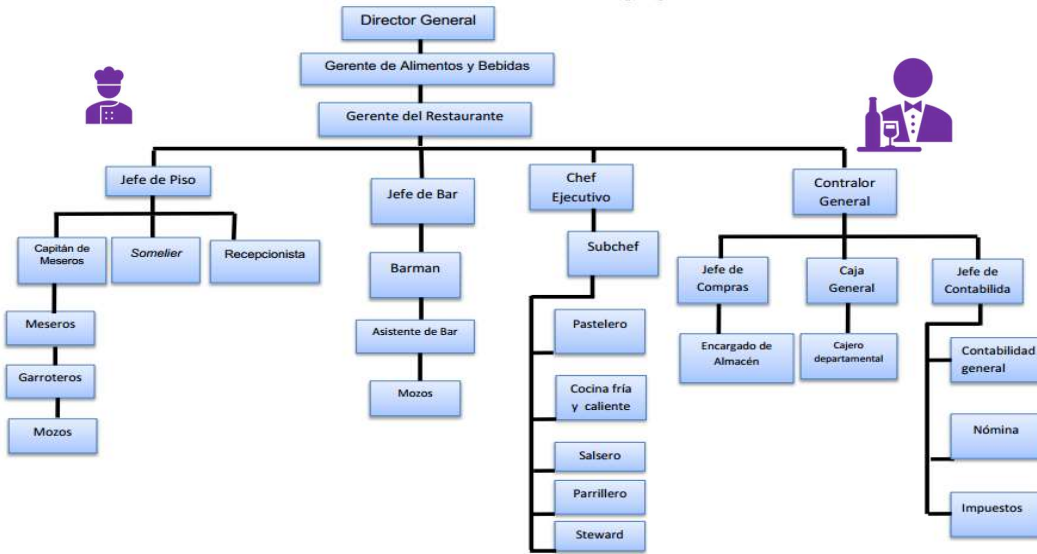 Director General
Gerente de Alimentos y Bebidas
Gerente del Restaurante
Jefe de Piso
Jefe de Bar
Chef
Ejecutivo
Contralor
General
Capitán de
Meseros
Somelier
Recepcionista
Barman
Subchef
Jefe de
Compras
Caja
General
Jefe de
Contabilida
Meseros
Asistente de Bar
Pastelero
Encargado de
Almacén
Cajero
departamental
Contabilidad
general
Garroteros
Mozos
Cocina fría
y caliente
Mozos
Nómina
Salsero
Parrillero
Impuestos
Steward